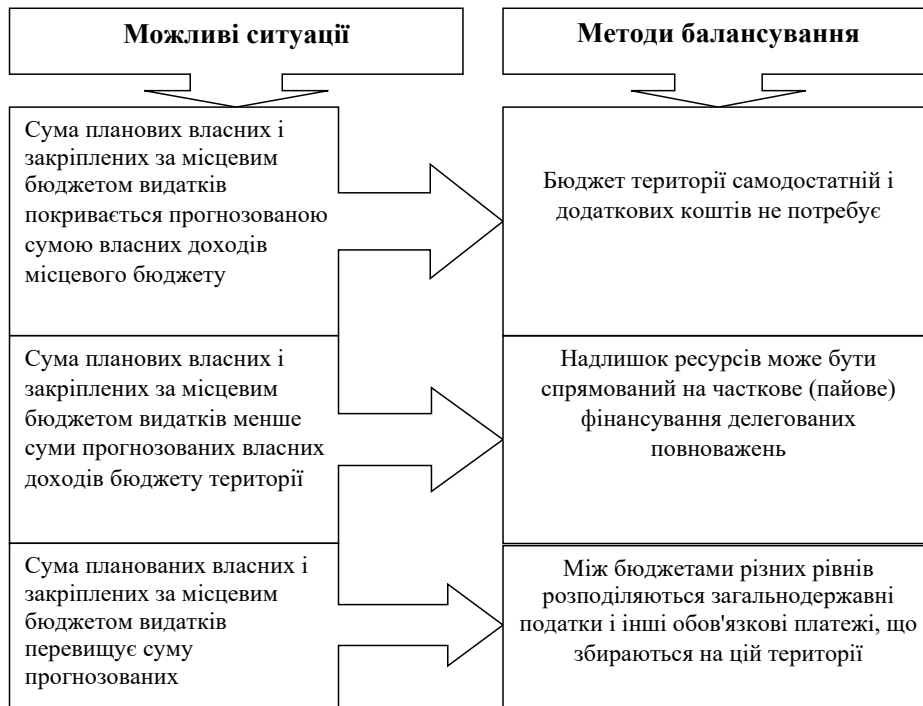 Можливі ситуації
Методи балансування
Сума планових власних і
закріплених за місцевим
бюджетом видатків
покривається прогнозованою
сумою власних доходів
місцевого бюджету
Бюджет території самодостатній і
додаткових коштів не потребує
Сума планових власних і
закріплених за місцевим
бюджетом видатків менше
суми прогнозованих власних
доходів бюджету території
Надлишок ресурсів може бути
спрямований на часткове (пайове)
фінансування делегованих
повноважень
Сума планованих власних і
закріплених за місцевим
бюджетом видатків
перевищує суму
прогнозованих
Між бюджетами різних рівнів
розподіляються загальнодержавні
податки і інші обов'язкові платежі, що
збираються на цій території